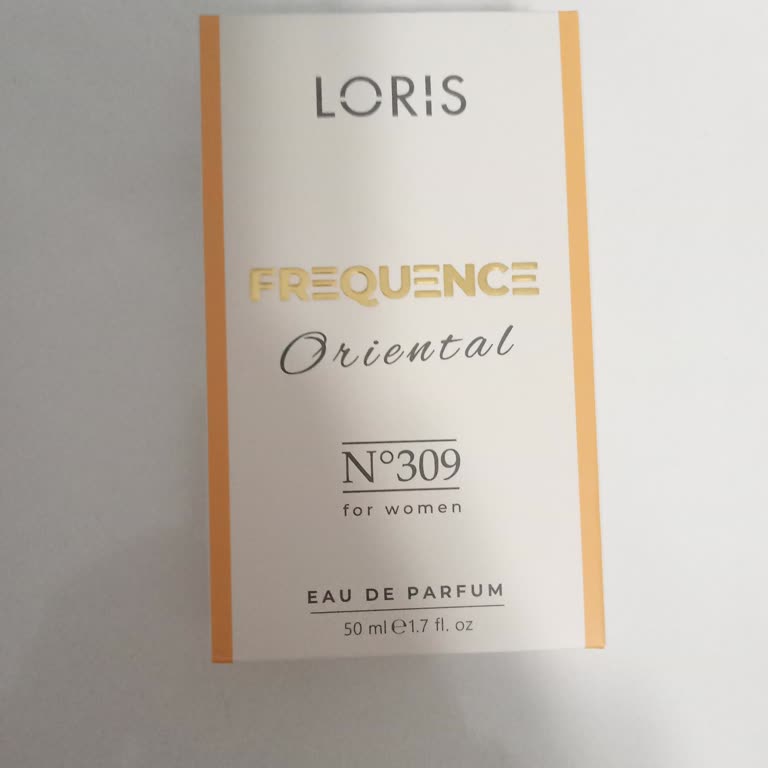 LORIS
FREQUENCE
Oriental
N°309
for women
EAU DE PARFUM
50 ml ℮1.7 fl. oz